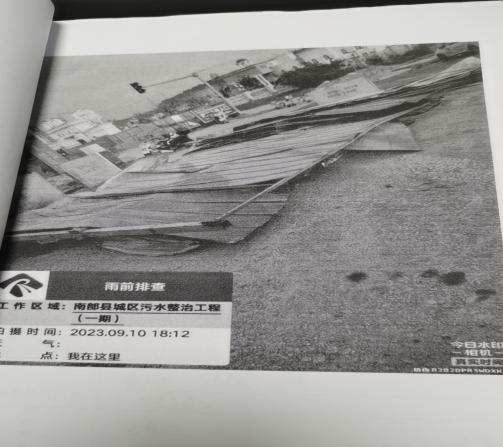 雨前排查
工作区域：南部县城区污水整治工程
（一期）
拍摄时间：2023.09.10 18:12
气：
点：我在这里
今日水印
相机
真实时间